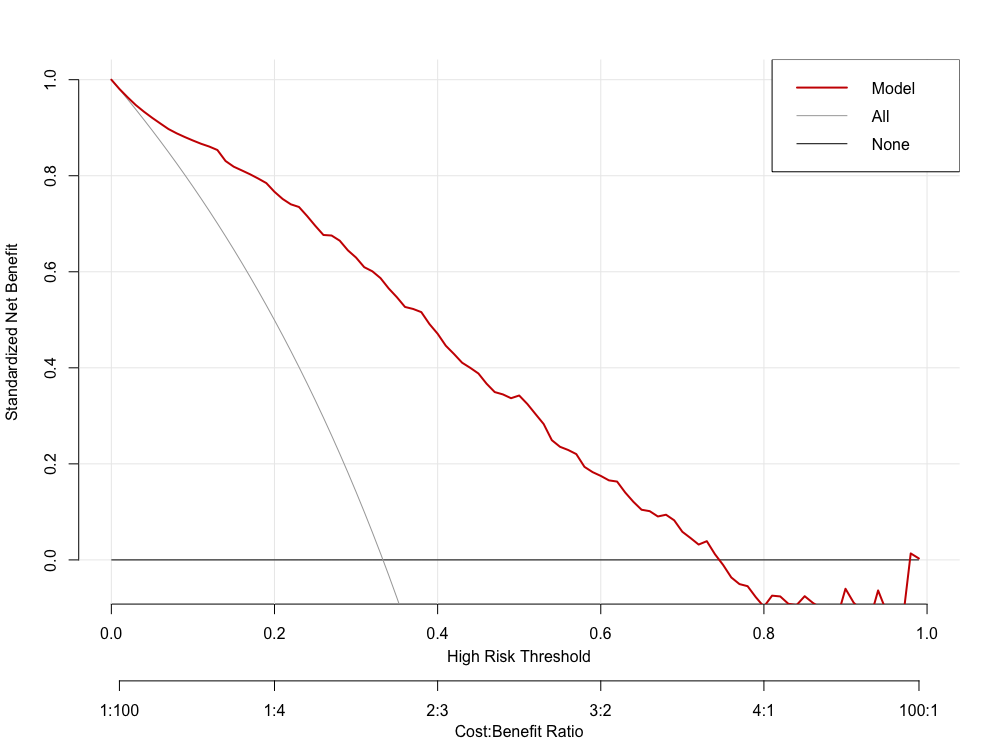 Model
All
None
1.0
0.8
0.6
0.4
0.2
0.0
Standardized Net Benefit
0.0 0.2 0.4 0.6 0.8 1.0
High Risk Threshold
1:100 1:4 2:3 3:2 4:1 100:1
Cost:Benefit Ratio